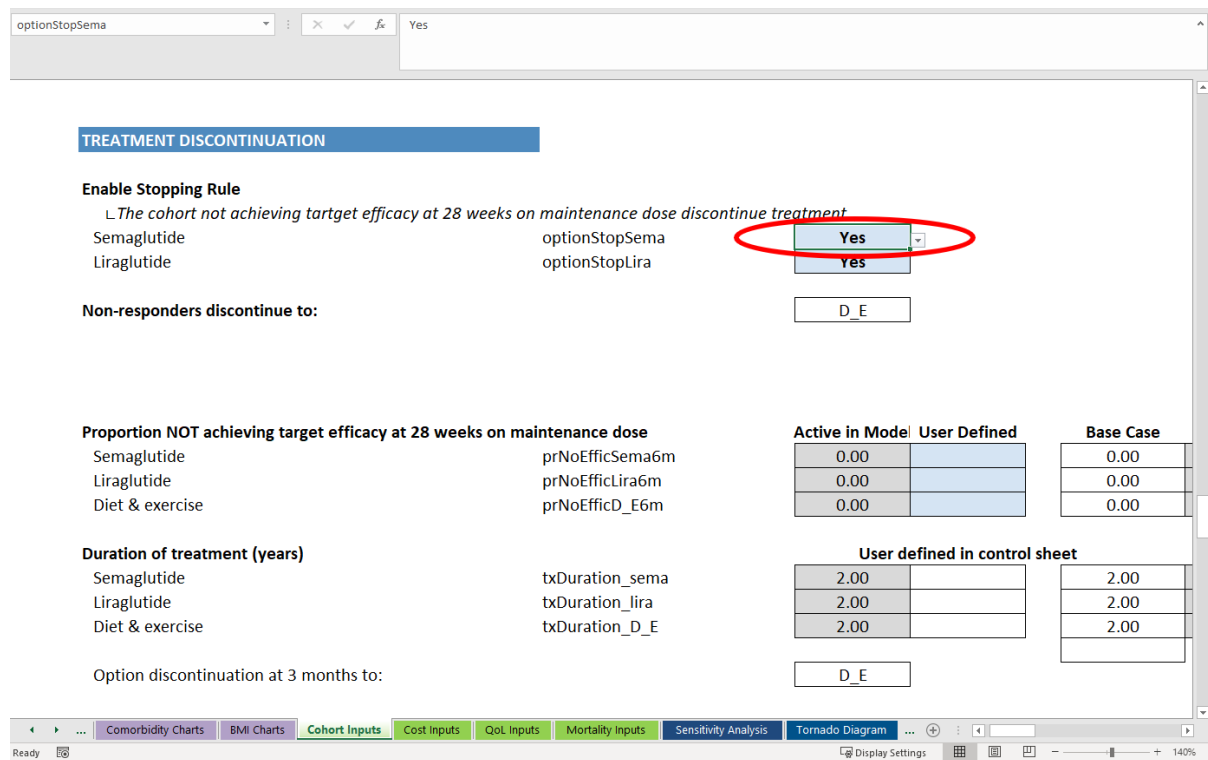 optionStopSema fx Yes
TREATMENT DISCONTINUATION
Enable Stopping Rule
The cohort not achieving tartget efficacy at 28 weeks on maintenance dose discontinue treatment
Semaglutide optionStopSema Yes
Liraglutide optionStopLira Yes
Non-responders discontinue to: D_E
Proportion NOT achieving target efficacy at 28 weeks on maintenance dose Active in Model User Defined Base Case
Semaglutide prNoEfficSema6m 0.00 0.00
Liraglutide prNoEfficLira6m 0.00 0.00
Diet & exercise prNoEfficD_E6m 0.00 0.00
Duration of treatment (years) User defined in control sheet
Semaglutide txDuration_sema 2.00 2.00
Liraglutide txDuration_lira 2.00 2.00
Diet & exercise txDuration_D_E 2.00 2.00
Option discontinuation at 3 months to: D_E
... Comorbidity Charts BMI Charts Cohort Inputs Cost Inputs QoL Inputs Mortality Inputs Sensitivity Analysis Tornado Diagram ...
Ready Display Settings 140%